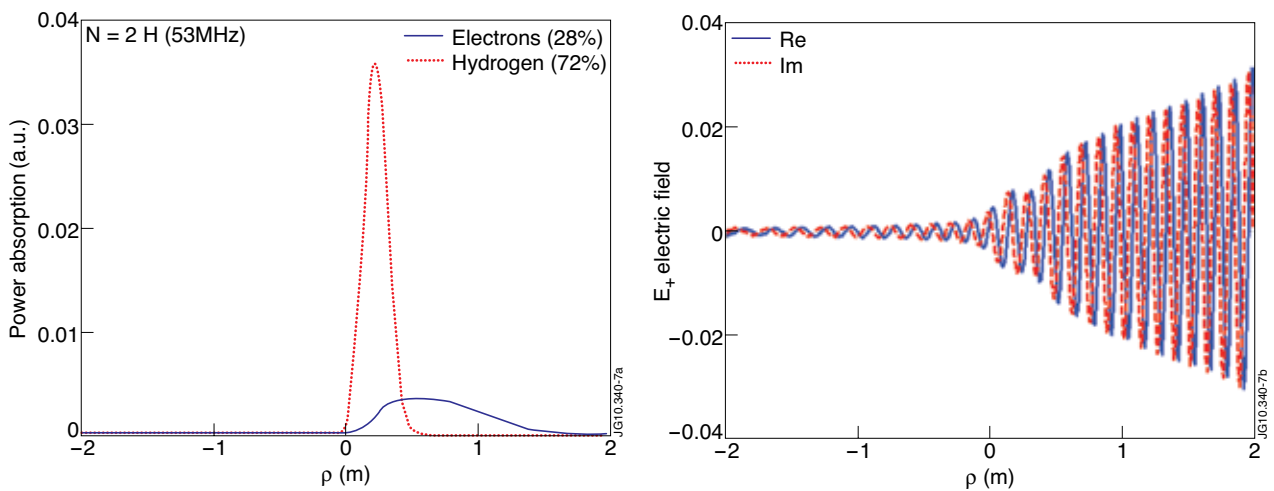 N = 2 H (53MHz)
Electrons (28%)
Hydrogen (72%)
Power absorption (a.u.)
0.04
0.03
0.02
0.01
0
−2
−1
0
1
2
ρ (m)
JG10.340-7a
Re
Im
E+ electric field
0.04
0.02
0
−0.02
−0.04
−2
−1
0
1
2
ρ (m)
JG10.340-7b